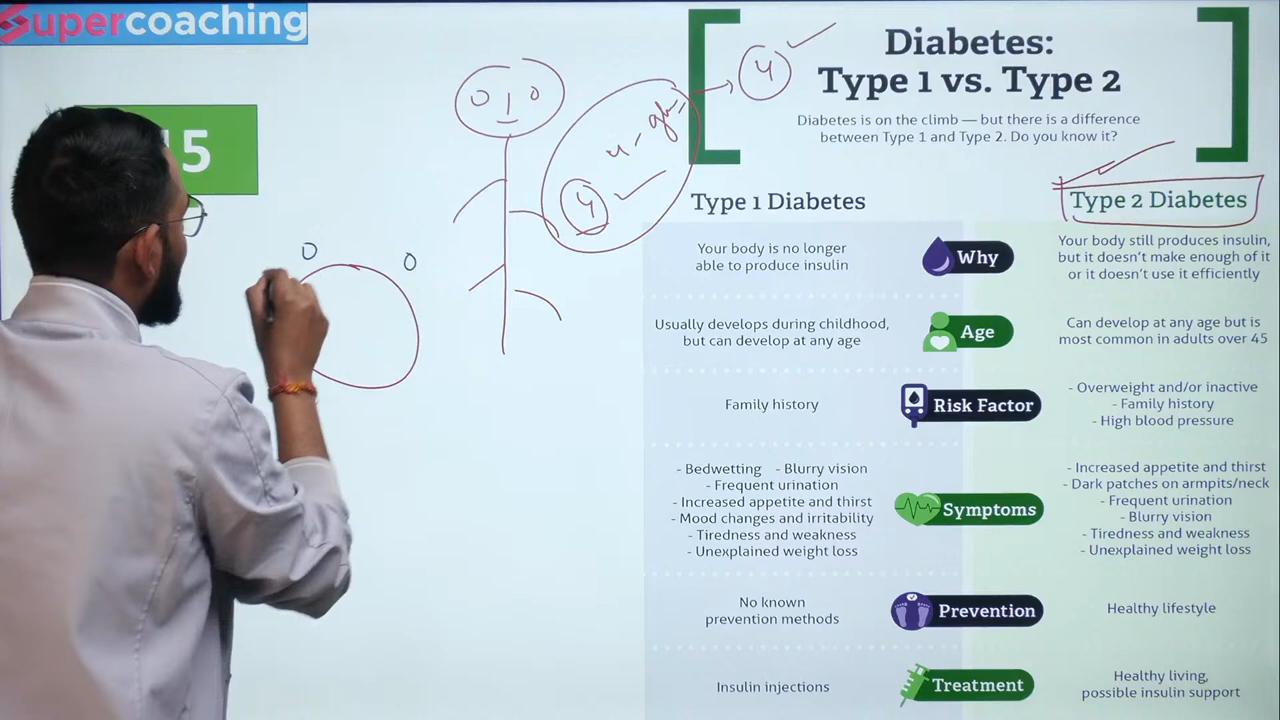 Supercoaching
15
4
u - gl
4
O O
Diabetes:
Type 1 vs. Type 2
Diabetes is on the climb — but there is a difference
between Type 1 and Type 2. Do you know it?
Type 1 Diabetes
Type 2 Diabetes
Your body is no longer
able to produce insulin
Why
Your body still produces insulin,
but it doesn't make enough of it
or it doesn't use it efficiently
Usually develops during childhood,
but can develop at any age
Age
Can develop at any age but is
most common in adults over 45
Family history
Risk Factor
- Overweight and/or inactive
- Family history
- High blood pressure
- Bedwetting - Blurry vision
- Frequent urination
- Increased appetite and thirst
- Mood changes and irritability
- Tiredness and weakness
- Unexplained weight loss
Symptoms
- Increased appetite and thirst
- Dark patches on armpits/neck
- Frequent urination
- Blurry vision
- Tiredness and weakness
- Unexplained weight loss
No known
prevention methods
Prevention
Healthy lifestyle
Insulin injections
Treatment
Healthy living,
possible insulin support